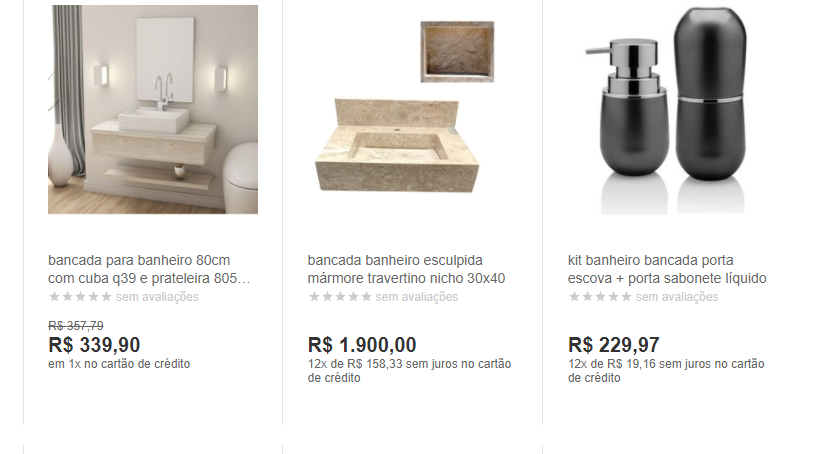 bancada para banheiro 80cm
com cuba q39 e prateleira 805…
sem avaliações
R$ 357,79
R$ 339,90
em 1x no cartão de crédito
bancada banheiro esculpida
mármore travertino nicho 30x40
sem avaliações
R$ 1.900,00
12x de R$ 158,33 sem juros no cartão
de crédito
kit banheiro bancada porta
escova + porta sabonete líquido
sem avaliações
R$ 229,97
12x de R$ 19,16 sem juros no cartão
de crédito